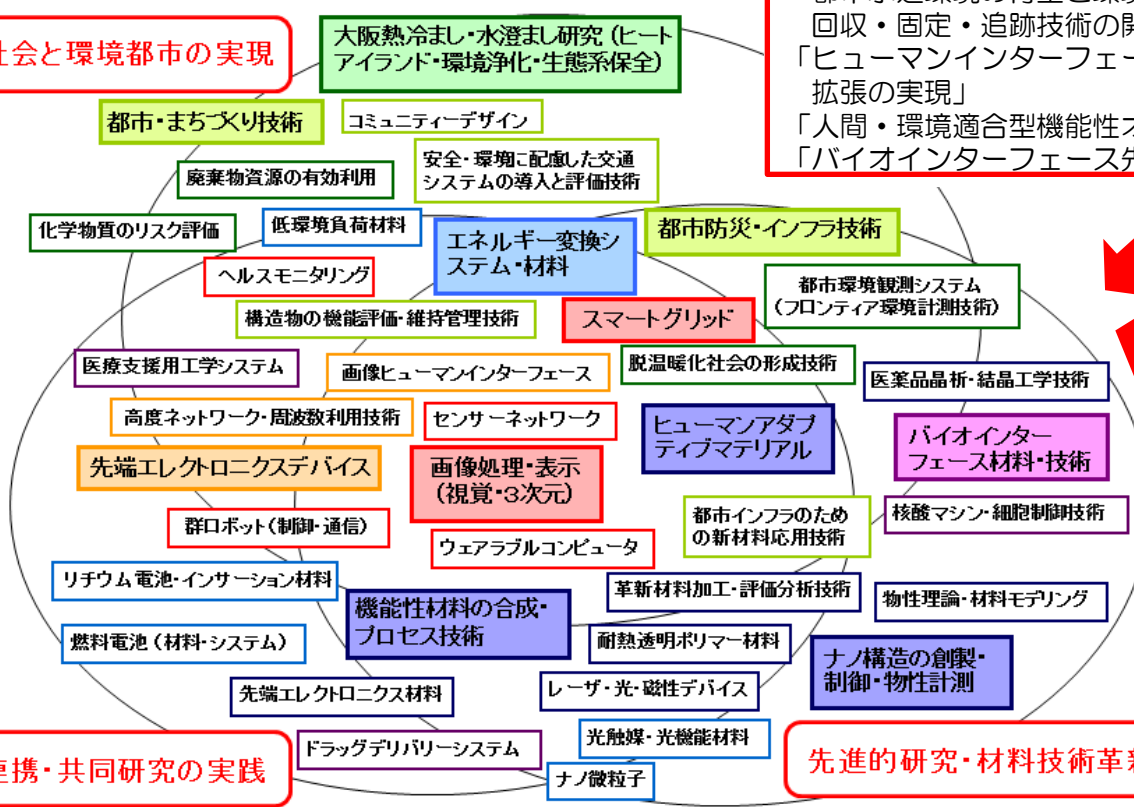 社会と環境都市の実現
大阪熱冷まし・水澄まし研究(ヒート
アイランド・環境浄化・生態系保全)
回収・固定・追跡技術の開
「ヒューマンインターフェー
拡張の実現」
「人間・環境適合型機能性
「バイオインターフェース先
都市・まちづくり技術
コミュニティーデザイン
安全・環境に配慮した交通
システムの導入と評価技術
廃棄物資源の有効利用
化学物質のリスク評価
低環境負荷材料
エネルギー変換シ
ステム・材料
都市防災・インフラ技術
ヘルスモニタリング
都市環境観測システム
(フロンティア環境計測技術)
構造物の機能評価・維持管理技術
スマートグリッド
医療支援用工学システム
画像ヒューマンインターフェース
脱温暖化社会の形成技術
医薬品晶析・結晶工学技術
高度ネットワーク・周波数利用技術
センサーネットワーク
ヒューマンアダプ
ティブマテリアル
バイオインター
フェース材料・技術
先端エレクトロニクスデバイス
画像処理・表示
(視覚・3次元)
都市インフラのため
の新材料応用技術
核酸マシン・細胞制御技術
群ロボット(制御・通信)
ウェアラブルコンピュータ
リチウム電池・インサーション材料
革新材料加工・評価分析技術
物性理論・材料モデリング
機能性材料の合成・
プロセス技術
燃料電池(材料・システム)
耐熱透明ポリマー材料
ナノ構造の創製・
制御・物性計測
先端エレクトロニクス材料
レーザ・光・磁性デバイス
ドラッグデリバリーシステム
光触媒・光機能材料
連携・共同研究の実践
ナノ微粒子
先進的研究・材料技術革新